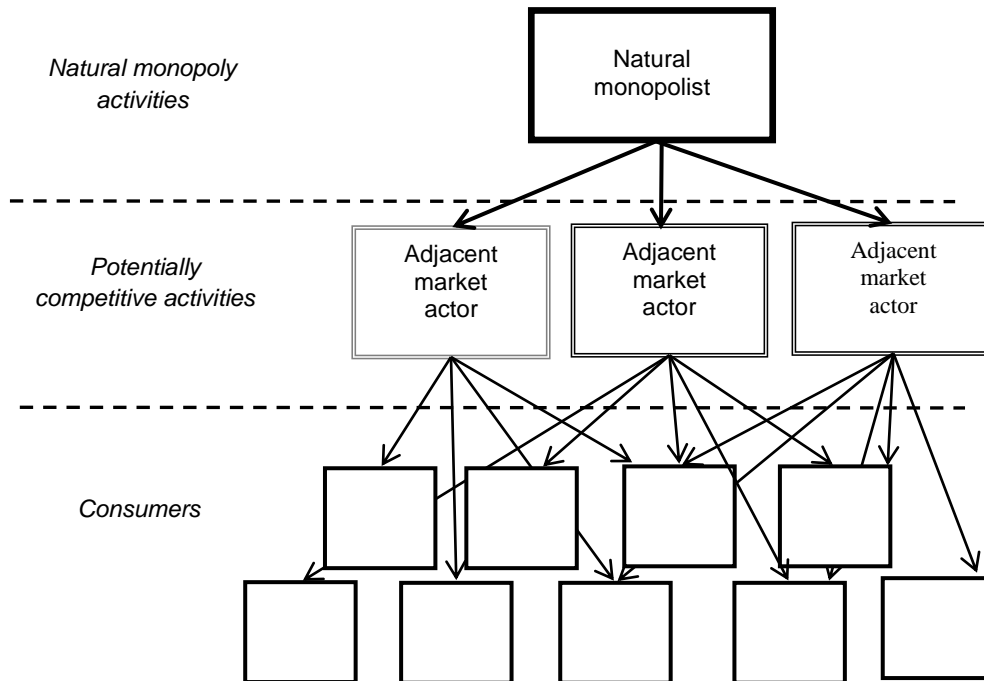 Natural monopoly
activities
Natural
monopolist
Potentially
competitive activities
Adjacent
market
actor
Adjacent
market
actor
Adjacent
market
actor
Consumers